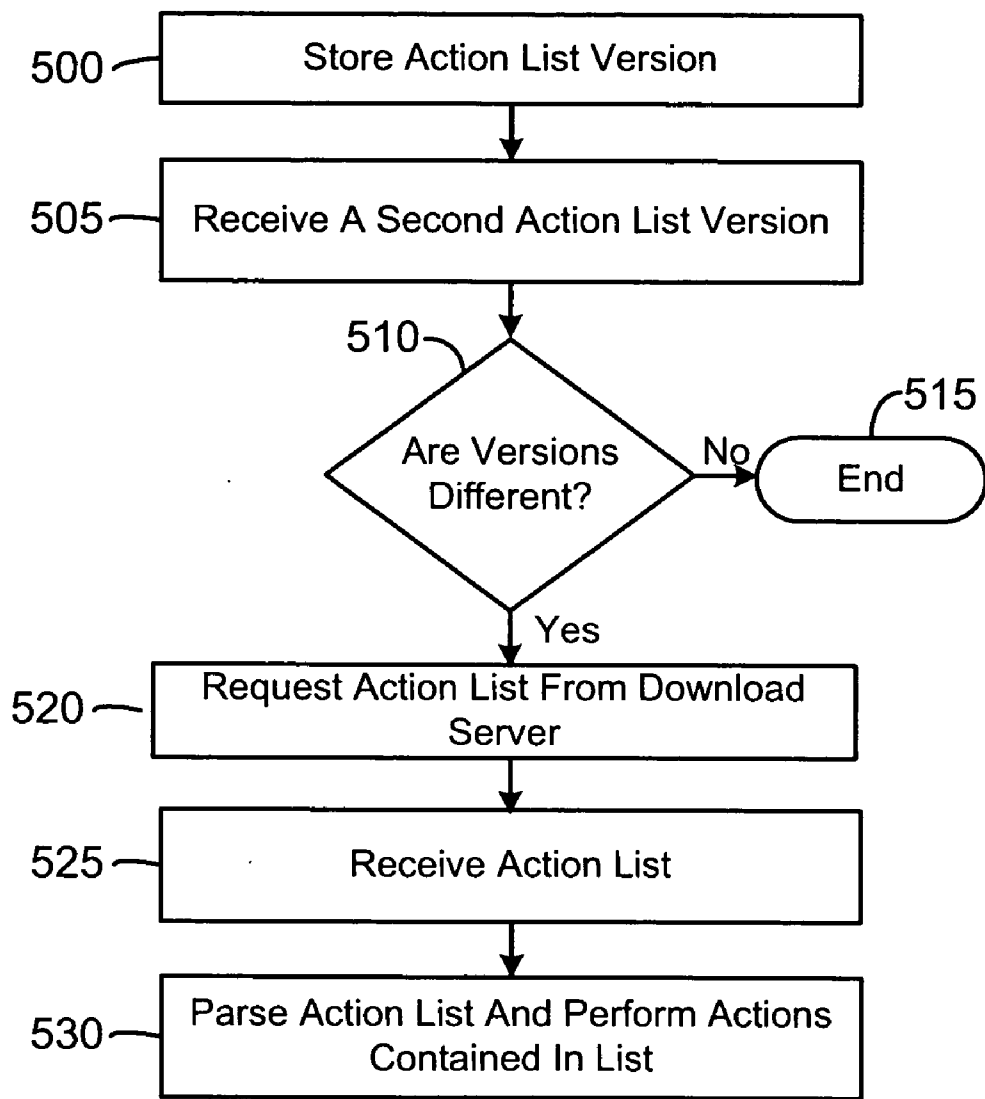 500
Store Action List Version
505
Receive A Second Action List Version
510
Are Versions
Different?
No
515
End
Yes
520
Request Action List From Download
Server
525
Receive Action List
530
Parse Action List And Perform Actions
Contained In List